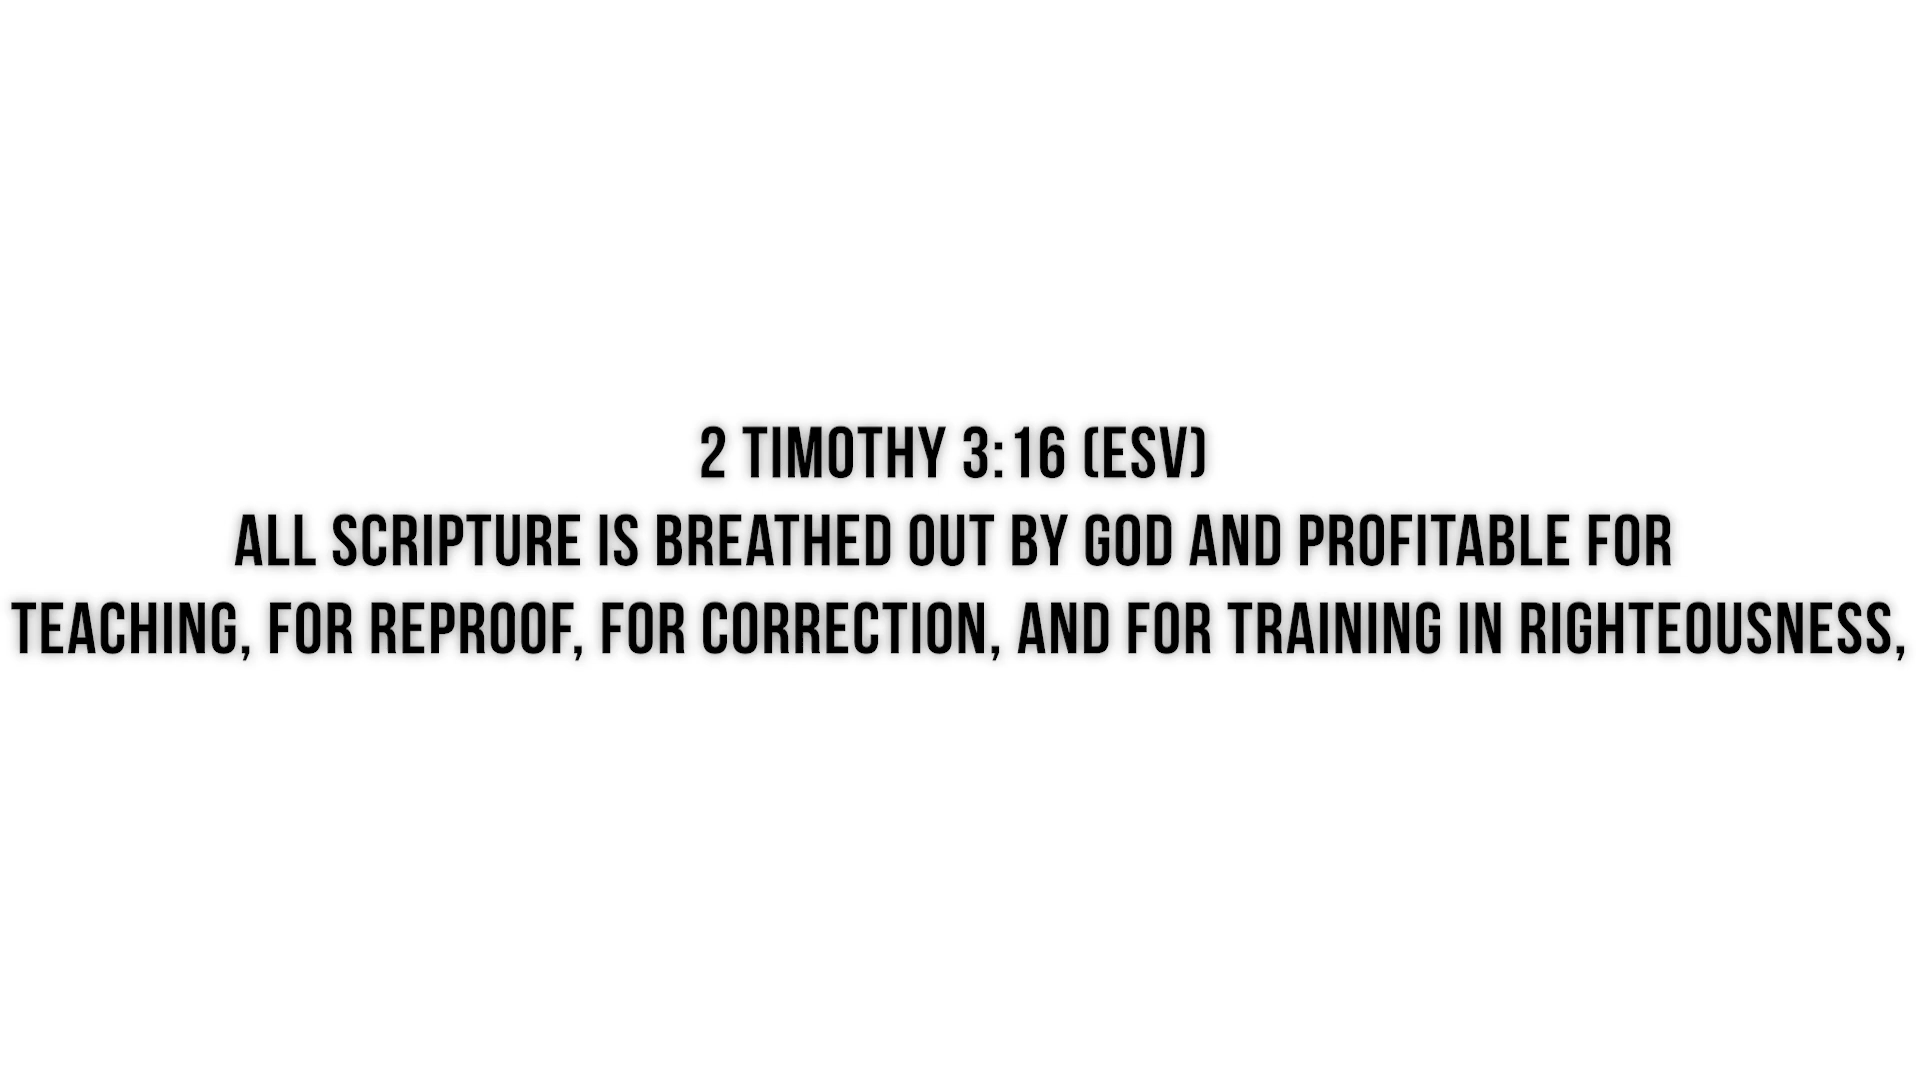 2 TIMOTHY 3:16 (ESV)
ALL SCRIPTURE IS BREATHED OUT BY GOD AND PROFITABLE FOR
TEACHING, FOR REPROOF, FOR CORRECTION, AND FOR TRAINING IN RIGHTEOUSNESS,